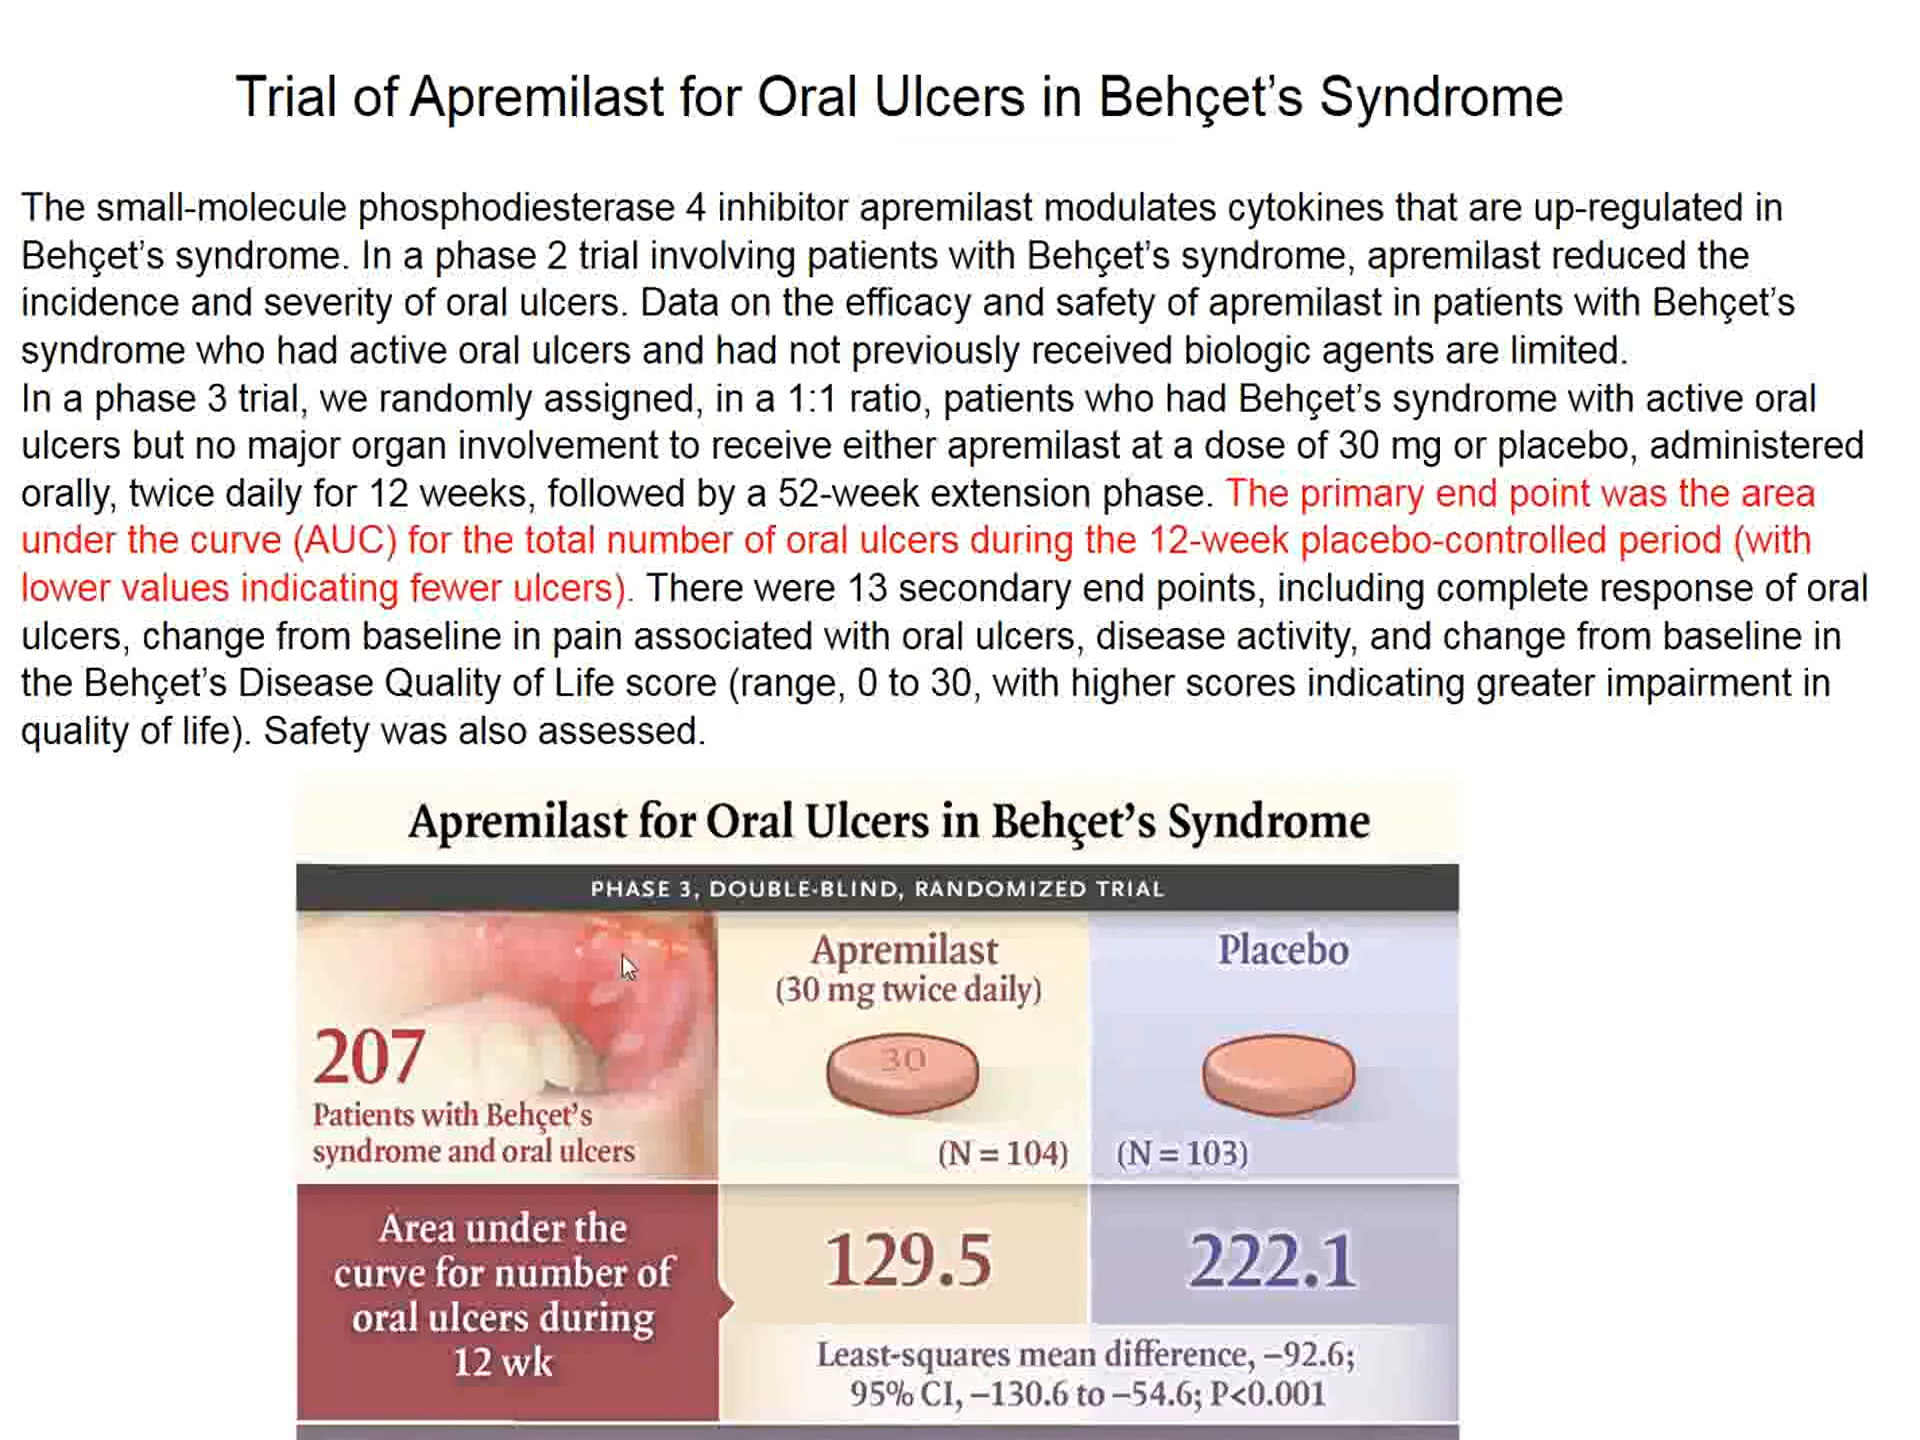 Trial of Apremilast for Oral Ulcers in Behçet's Syndrome
The small-molecule phosphodiesterase 4 inhibitor apremilast modulates cytokines that are up-regulated in
Behçet's syndrome. In a phase 2 trial involving patients with Behçet's syndrome, apremilast reduced the
incidence and severity of oral ulcers. Data on the efficacy and safety of apremilast in patients with Behçet's
syndrome who had active oral ulcers and had not previously received biologic agents are limited.
In a phase 3 trial, we randomly assigned, in a 1:1 ratio, patients who had Behçet's syndrome with active oral
ulcers but no major organ involvement to receive either apremilast at a dose of 30 mg or placebo, administered
orally, twice daily for 12 weeks, followed by a 52-week extension phase. The primary end point was the area
under the curve (AUC) for the total number of oral ulcers during the 12-week placebo-controlled period (with
lower values indicating fewer ulcers). There were 13 secondary end points, including complete response of oral
ulcers, change from baseline in pain associated with oral ulcers, disease activity, and change from baseline in
the Behçet's Disease Quality of Life score (range, 0 to 30, with higher scores indicating greater impairment in
quality of life). Safety was also assessed.
Apremilast for Oral Ulcers in Behçet's Syndrome
PHASE 3, DOUBLE-BLIND, RANDOMIZED TRIAL
207
Patients with Behçet's
syndrome and oral ulcers
Apremilast
(30 mg twice daily)
30
(N = 104)
Placebo
(N = 103)
Area under the
curve for number of
oral ulcers during
12 wk
129.5
222.1
Least-squares mean difference, –92.6;
95% CI, –130.6 to –54.6; P<0.001